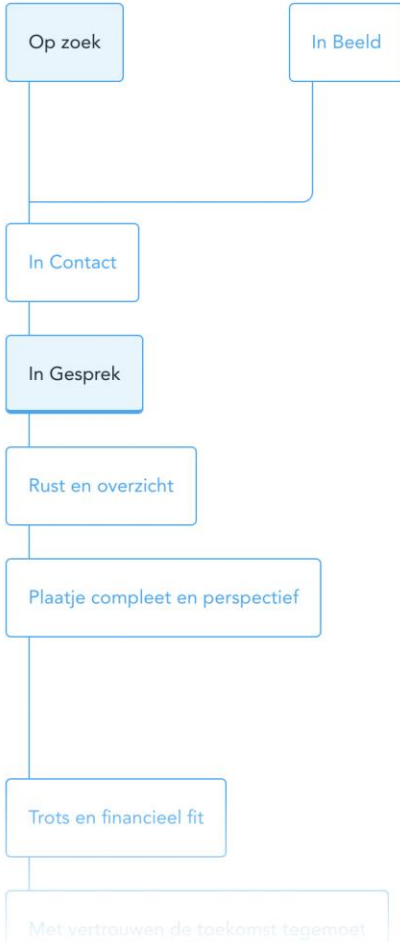 Op zoek
In Beeld
In Contact
In Gesprek
Rust en overzicht
Plaatje compleet en perspectief
Trots en financieel fit
Met vertrouwen de toekomst tegemoet